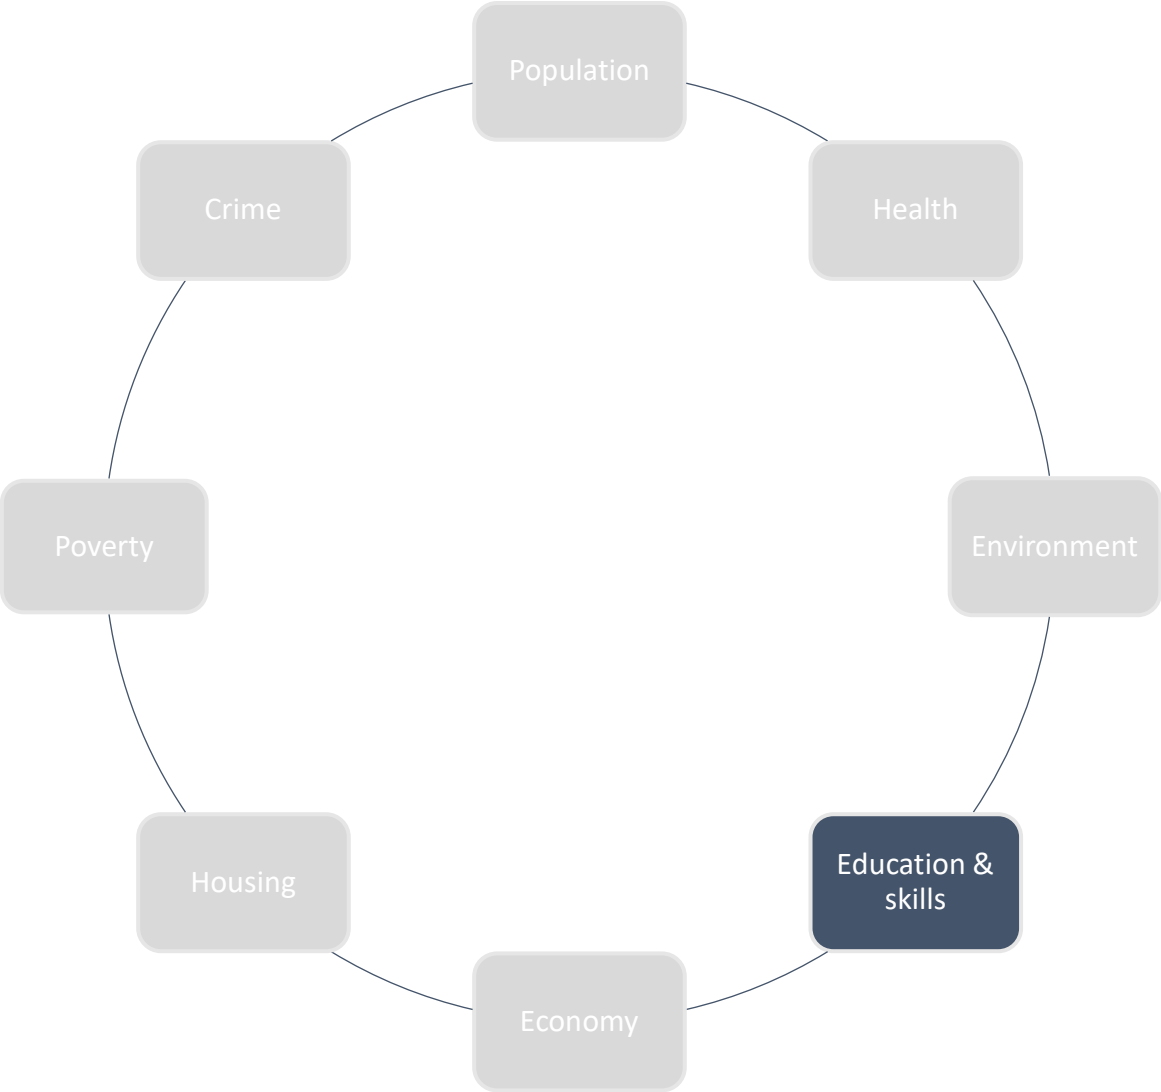 Population
Crime
Health
Poverty
Environment
Housing
Education &
skills
Economy